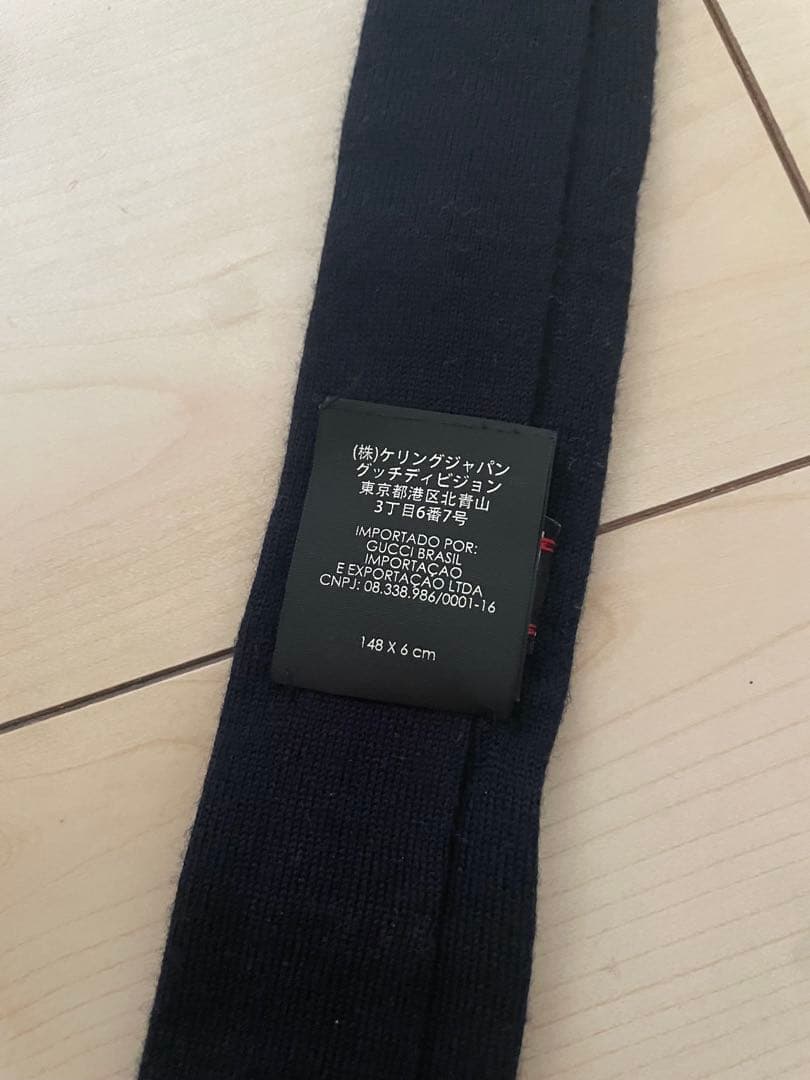 (株)ケリングジャパン
グッチディビジョン
東京都港区北青山
3丁目6番7号
IMPORTADO POR:
GUCCI BRASIL
IMPORTAÇAO
E EXPORTAÇAO LTDA
CNPJ: 08.338.986/0001-16
148 X 6 cm